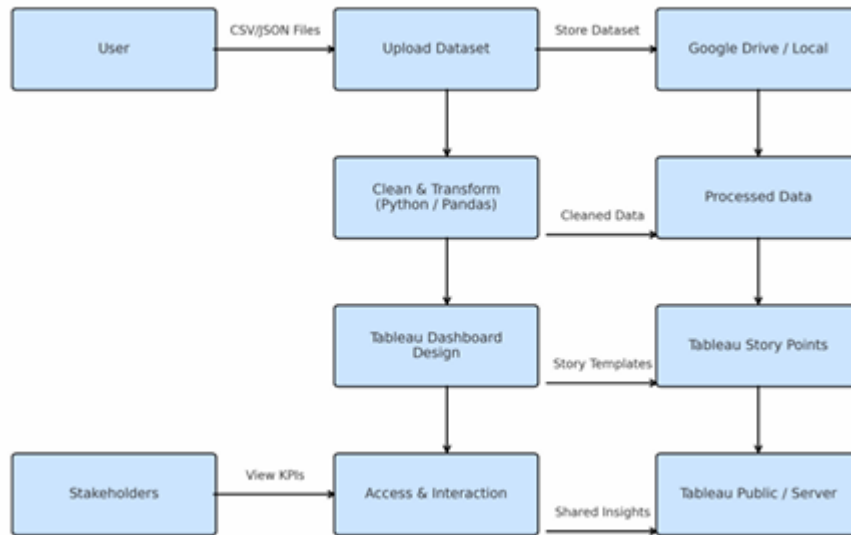 User
CSV/JSON Files
Upload Dataset
Store Dataset
Google Drive / Local
Clean & Transform
(Python / Pandas)
Cleaned Data
Processed Data
Tableau Dashboard
Design
Story Templates
Tableau Story Points
Stakeholders
View KPIs
Access & Interaction
Shared Insights
Tableau Public / Server